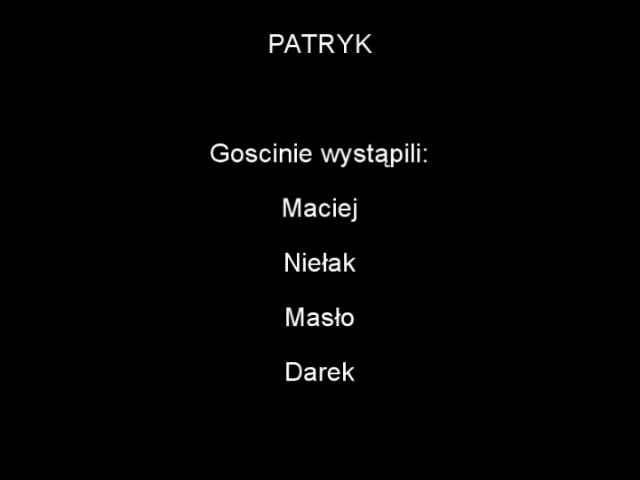 PATRYK
Goscinie wystąpili:
Maciej
Niełak
Masło
Darek